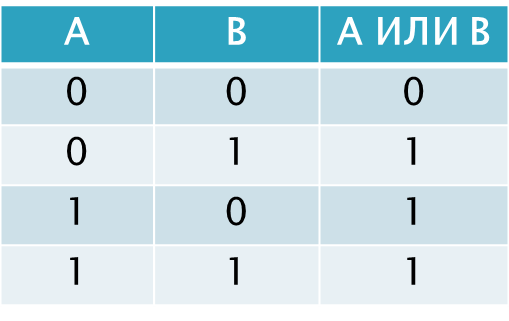 А В А ИЛИ В
0 0 0
0 1 1
1 0 1
1 1 1